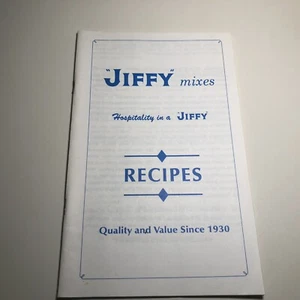 "JIFFY" mixes
Hospitality in a JIFFY
RECIPES
Quality and Value Since 1930